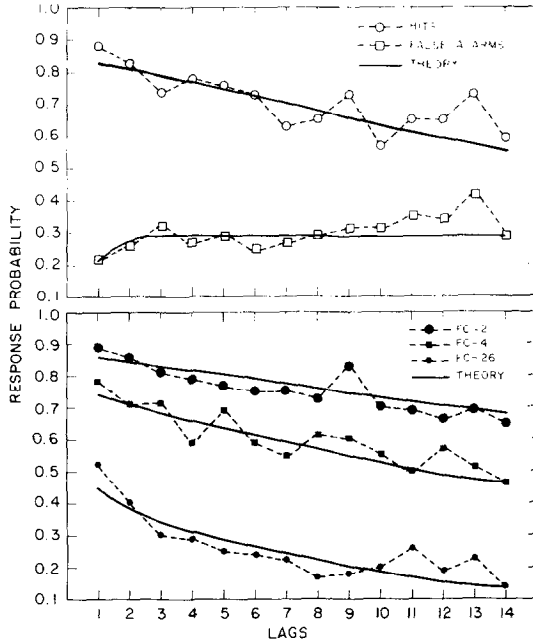 1.0
0.9
0.8
0.7
0.6
0.5
0.4
0.3
0.2
0.1
HITS
FALSE A ARMS
THEORY
RESPONSE PROBABILITY
1.0
0.9
0.8
0.7
0.6
0.5
0.4
0.3
0.2
0.1
FC-2
FC-4
FC-26
THEORY
1 2 3 4 5 6 7 8 9 10 11 12 13 14
LAGS